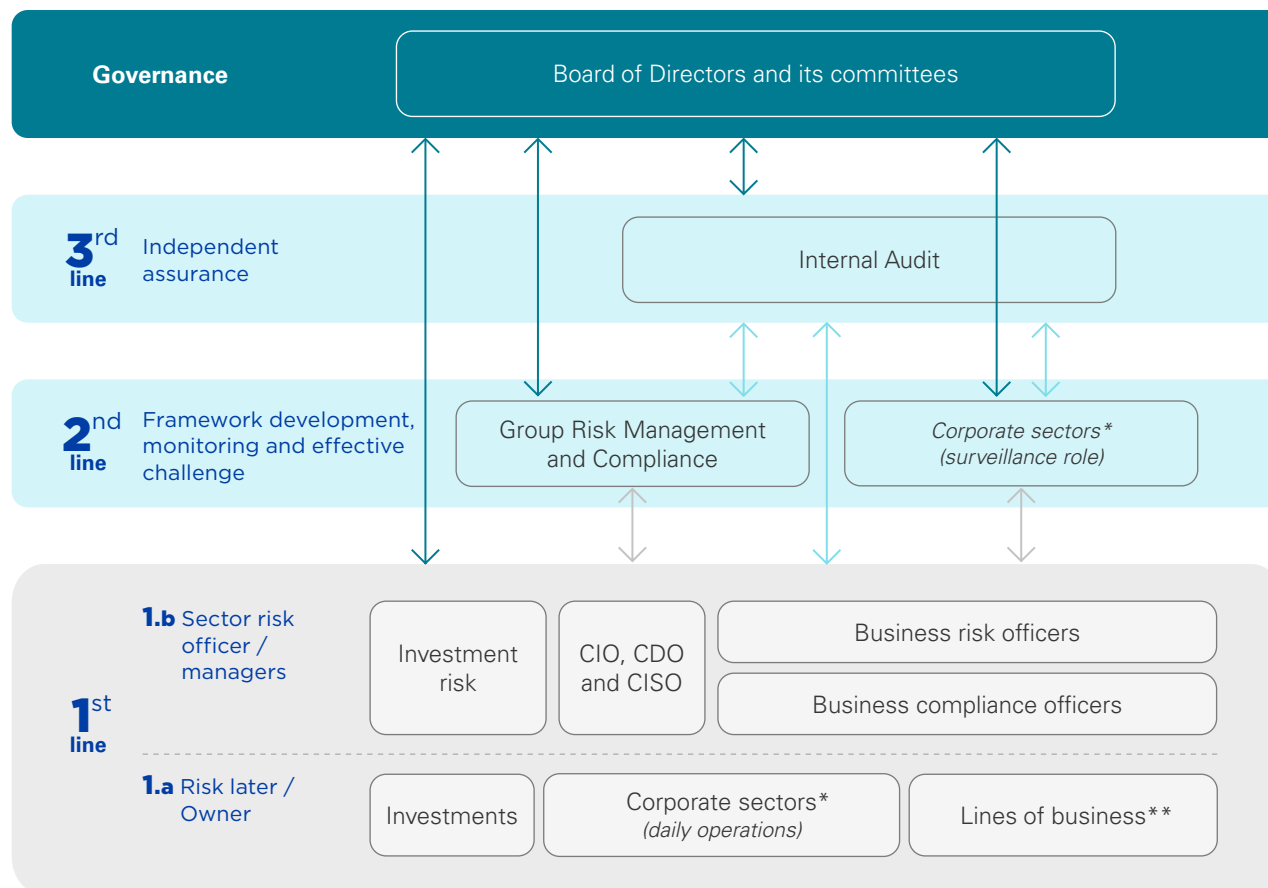 Governance
Board of Directors and its committees
3rd
line
Independent
assurance
Internal Audit
2nd
line
Framework development,
monitoring and effective
challenge
Group Risk Management
and Compliance
Corporate sectors*
(surveillance role)
1st
line
1.b Sector risk
officer /
managers
Investment
risk
CIO, CDO
and CISO
Business risk officers
Business compliance officers
1.a Risk later /
Owner
Investments
Corporate sectors*
(daily operations)
Lines of business**